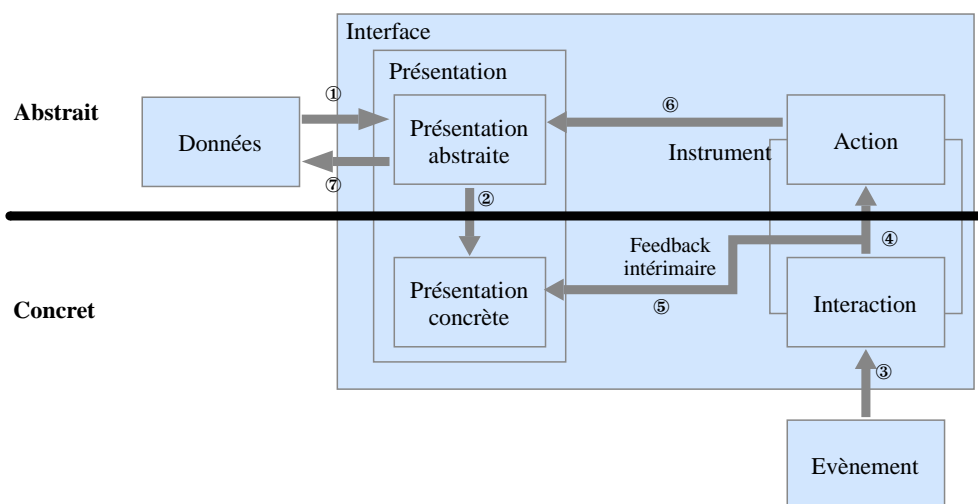 Interface
Présentation
①
⑥
Abstrait
Données
Présentation
abstraite
Instrument
Action
⑦
②
Feedback
intérimaire
④
Présentation
concrète
⑤
Interaction
Concret
③
Evènement